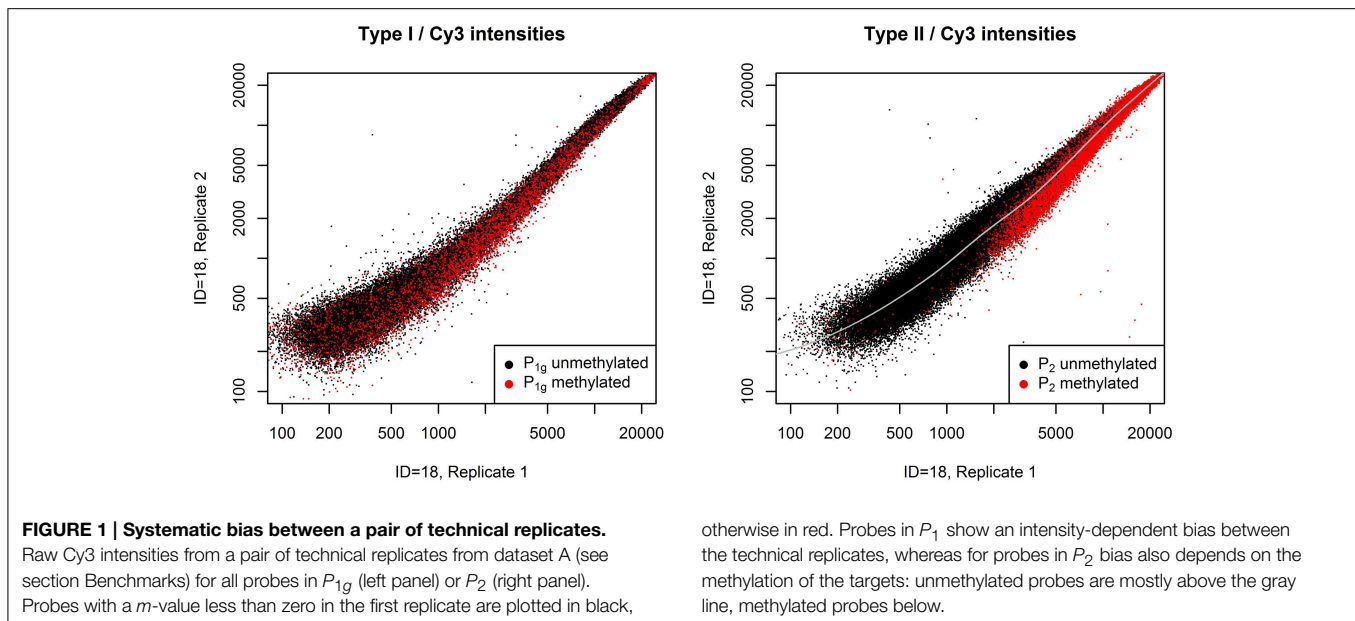 Type I / Cy3 intensities
ID=18, Replicate 2
20000
5000
2000
500
100
100 200 500 1000 5000 20000
ID=18, Replicate 1
P1g unmethylated
P1g methylated
Type II / Cy3 intensities
ID=18, Replicate 2
20000
5000
2000
500
100
100 200 500 1000 5000 20000
ID=18, Replicate 1
P2 unmethylated
P2 methylated
FIGURE 1 | Systematic bias between a pair of technical replicates.
Raw Cy3 intensities from a pair of technical replicates from dataset A (see
section Benchmarks) for all probes in P1g (left panel) or P2 (right panel).
Probes with a m-value less than zero in the first replicate are plotted in black,
otherwise in red. Probes in P1 show an intensity-dependent bias between
the technical replicates, whereas for probes in P2 bias also depends on the
methylation of the targets: unmethylated probes are mostly above the gray
line, methylated probes below.